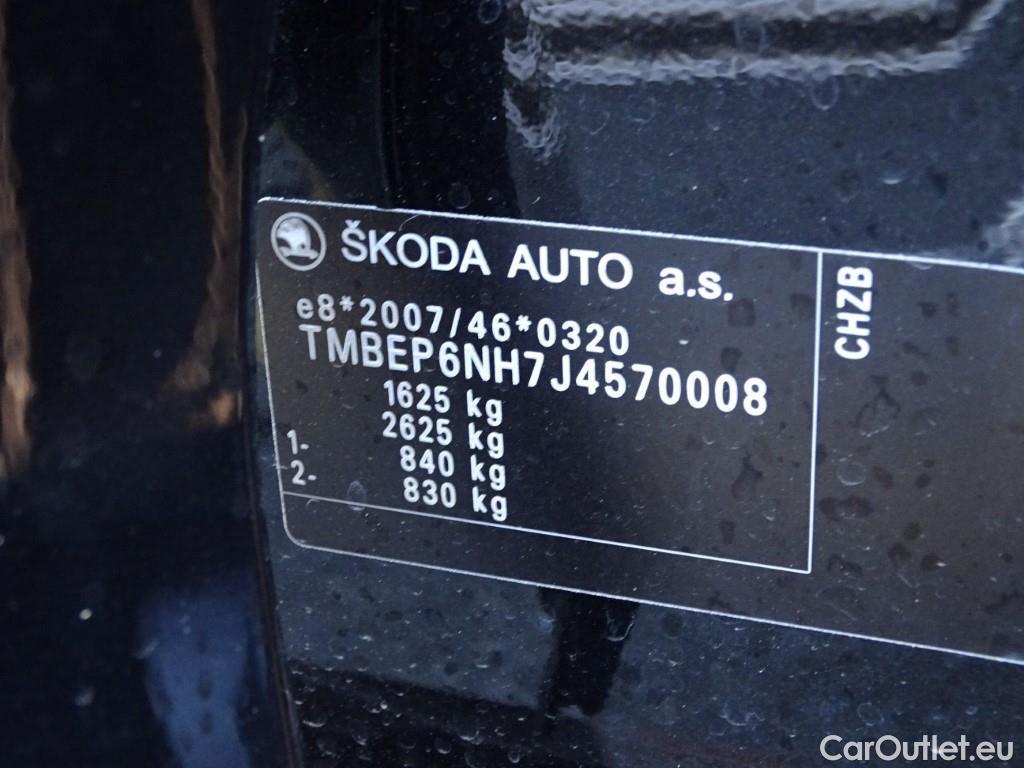 ŠKODA AUTO a.s.
e8*2007/46*0320
TMBEP6NH7J4570008
1625 kg
2625 kg
1- 840 kg
2- 830 kg
CHZB
CarOutlet.eu